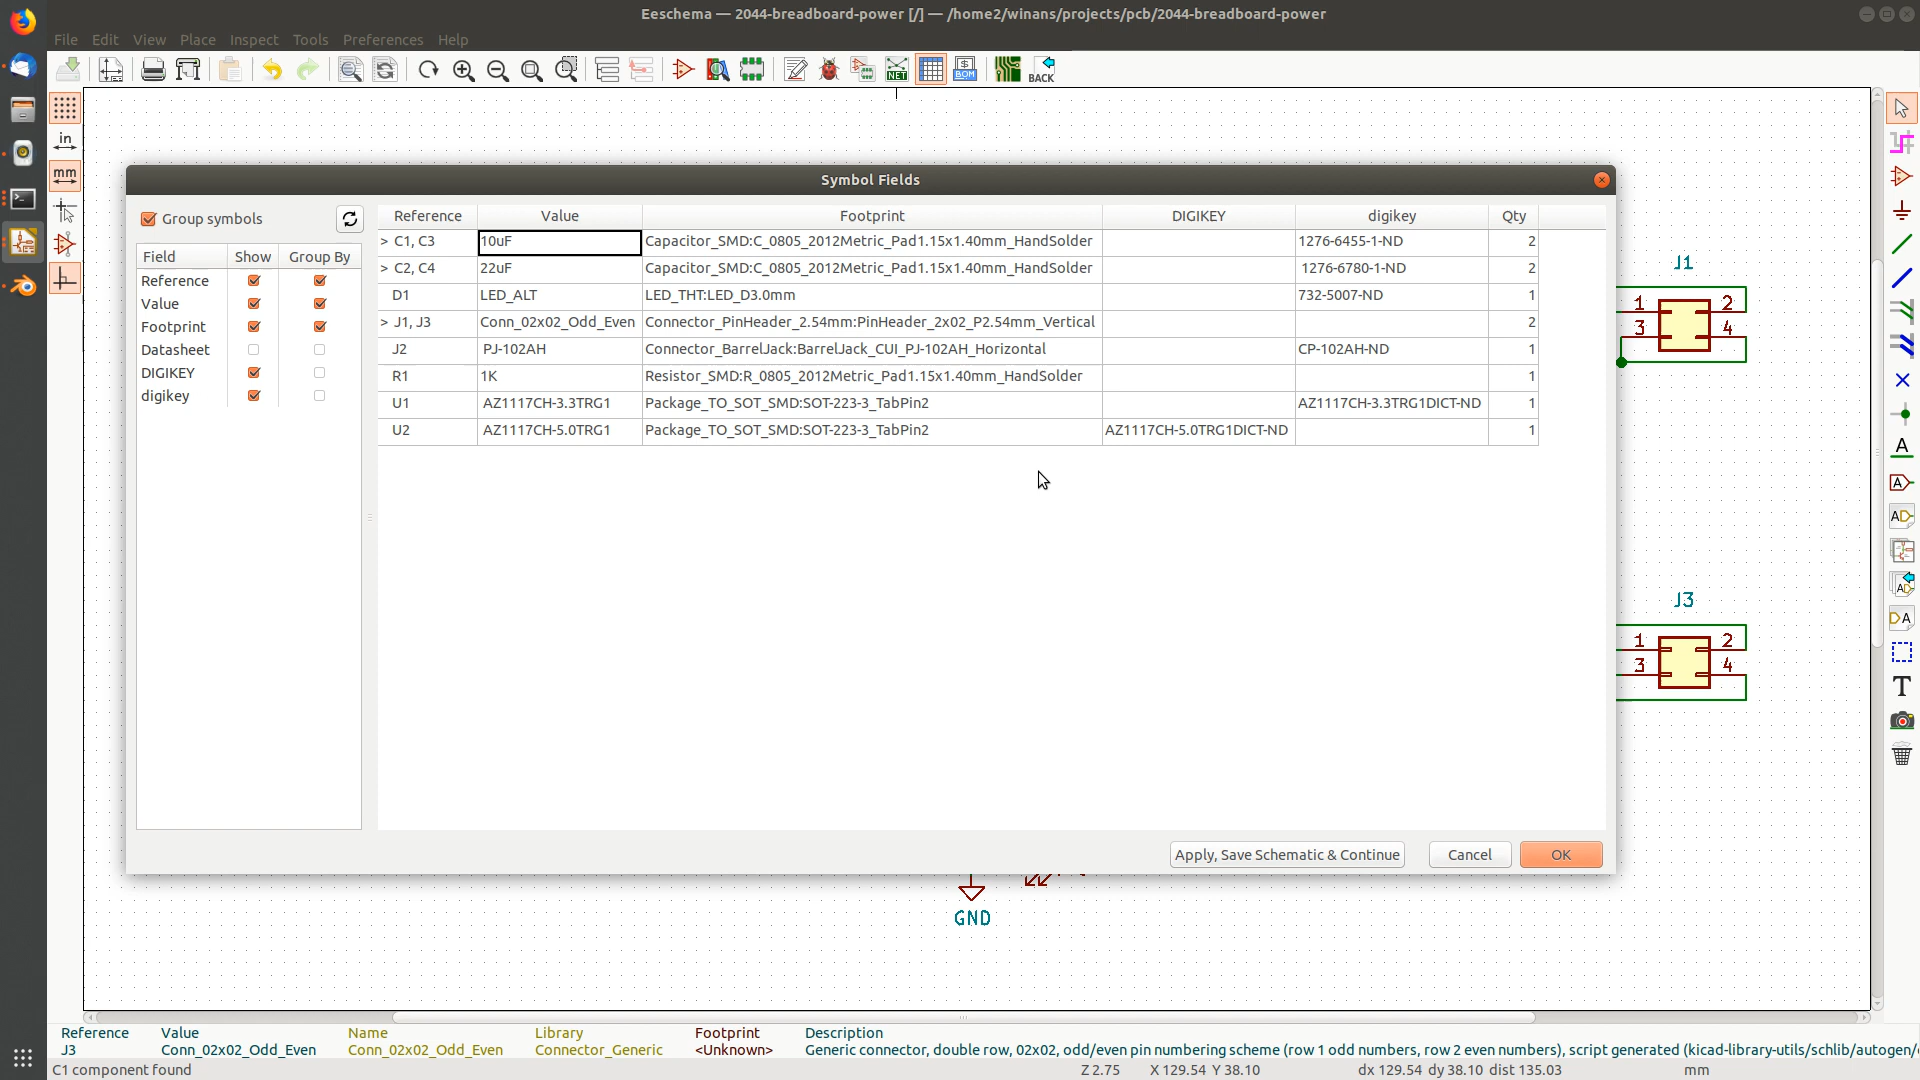 Eeschema — 2044-breadboard-power [/] — /home2/winans/projects/pcb/2044-breadboard-power
File Edit View Place Inspect Tools Preferences Help
NET
BOM
BACK
in
mm
Symbol Fields
Group symbols
Field Show Group By
Reference
Value
Footprint
Datasheet
DIGIKEY
digikey
Reference Value Footprint DIGIKEY digikey Qty
> C1, C3 10uF Capacitor_SMD:C_0805_2012Metric_Pad1.15x1.40mm_HandSolder 1276-6455-1-ND 2
> C2, C4 22uF Capacitor_SMD:C_0805_2012Metric_Pad1.15x1.40mm_HandSolder 1276-6780-1-ND 2
D1 LED_ALT LED_THT:LED_D3.0mm 732-5007-ND 1
> J1, J3 Conn_02x02_Odd_Even Connector_PinHeader_2.54mm:PinHeader_2x02_P2.54mm_Vertical 2
J2 PJ-102AH Connector_BarrelJack:BarrelJack_CUI_PJ-102AH_Horizontal CP-102AH-ND 1
R1 1K Resistor_SMD:R_0805_2012Metric_Pad1.15x1.40mm_HandSolder 1
U1 AZ1117CH-3.3TRG1 Package_TO_SOT_SMD:SOT-223-3_TabPin2 AZ1117CH-3.3TRG1DICT-ND 1
U2 AZ1117CH-5.0TRG1 Package_TO_SOT_SMD:SOT-223-3_TabPin2 AZ1117CH-5.0TRG1DICT-ND 1
Apply, Save Schematic & Continue Cancel OK
J1
1 2
3 4
J3
1 2
3 4
GND
A
A
AD
AD
DA
T
Reference Value Name Library Footprint Description
J3 Conn_02x02_Odd_Even Conn_02x02_Odd_Even Connector_Generic <Unknown> Generic connector, double row, 02x02, odd/even pin numbering scheme (row 1 odd numbers, row 2 even numbers), script generated (kicad-library-utils/schlib/autogen/
C1 component found Z 2.75 X 129.54 Y 38.10 dx 129.54 dy 38.10 dist 135.03 mm